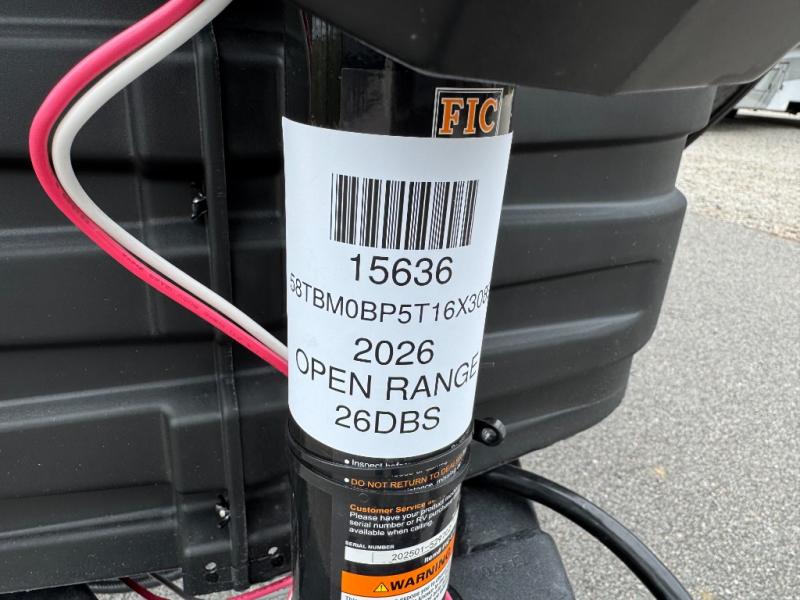 FIC
15636
58TBM0BP5T16X308
2026
OPEN RANGE
26DBS
• Inspect
• DO NOT RETURN TO
Customer Service
Please have your
serial number or RV
available when calling.
SERIAL NUMBER
WARNING